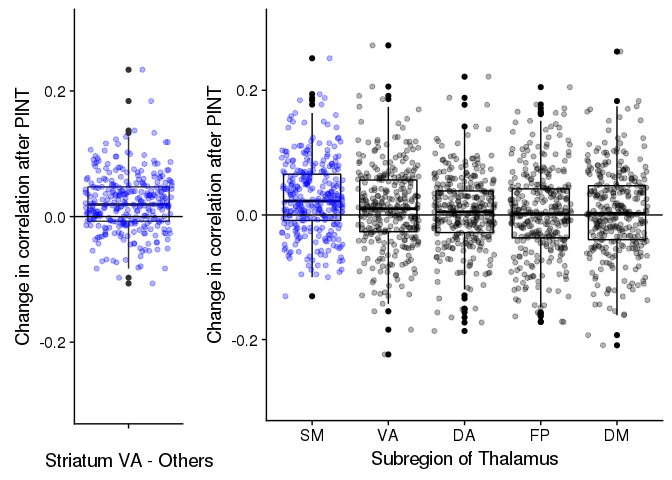 Change in correlation after PINT
0.2
0.0
-0.2
Striatum VA - Others
Change in correlation after PINT
0.2
0.0
-0.2
SM VA DA FP DM
Subregion of Thalamus